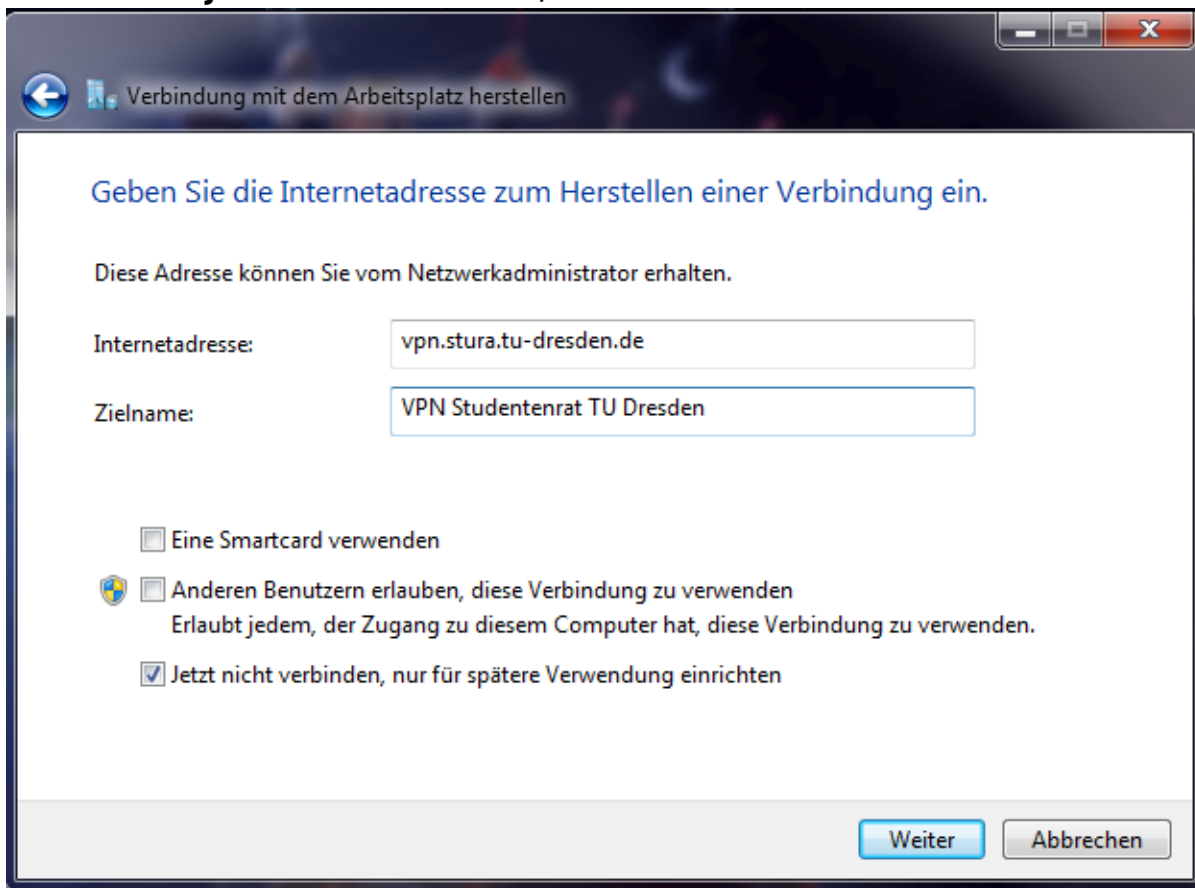 Verbindung mit dem Arbeitsplatz herstellen
Geben Sie die Internetadresse zum Herstellen einer Verbindung ein.
Diese Adresse können Sie vom Netzwerkadministrator erhalten.
Internetadresse: vpn.stura.tu-dresden.de
Zielname: VPN Studentenrat TU Dresden
Eine Smartcard verwenden
Anderen Benutzern erlauben, diese Verbindung zu verwenden
Erlaubt jedem, der Zugang zu diesem Computer hat, diese Verbindung zu verwenden.
Jetzt nicht verbinden, nur für spätere Verwendung einrichten
Weiter Abbrechen